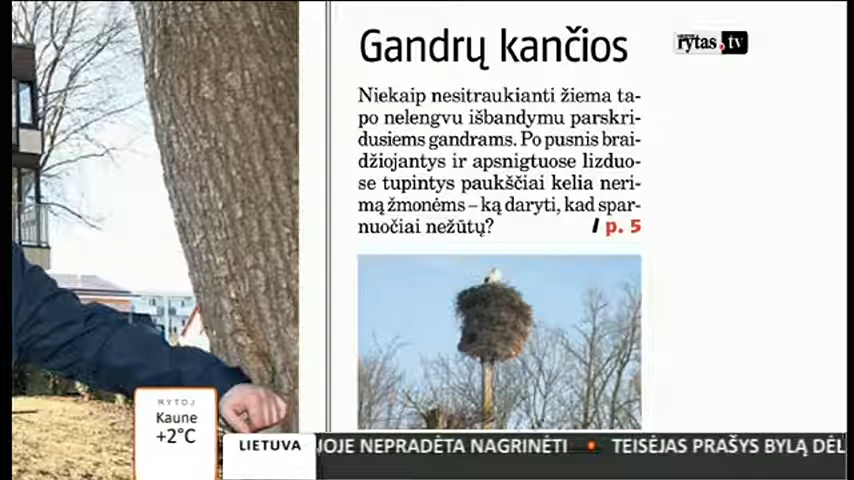 Gandrų kančios
rytas.tv
Niekaip nesitraukianti žiema ta-
po nelengvu išbandymu parskri-
dusiems gandrams. Po pusnis brai-
džiojantys ir apsnigtuose lizduo-
se tupintys paukščiai kelia neri-
mą žmonėms – ką daryti, kad spar-
nuočiai nežūtų?
/ p. 5
RYTOJ
Kaune
+2°C
LIETUVA
JOJE NEPRADĖTA NAGRINĖTI • TEISĖJAS PRAŠYS BYLĄ DĖL